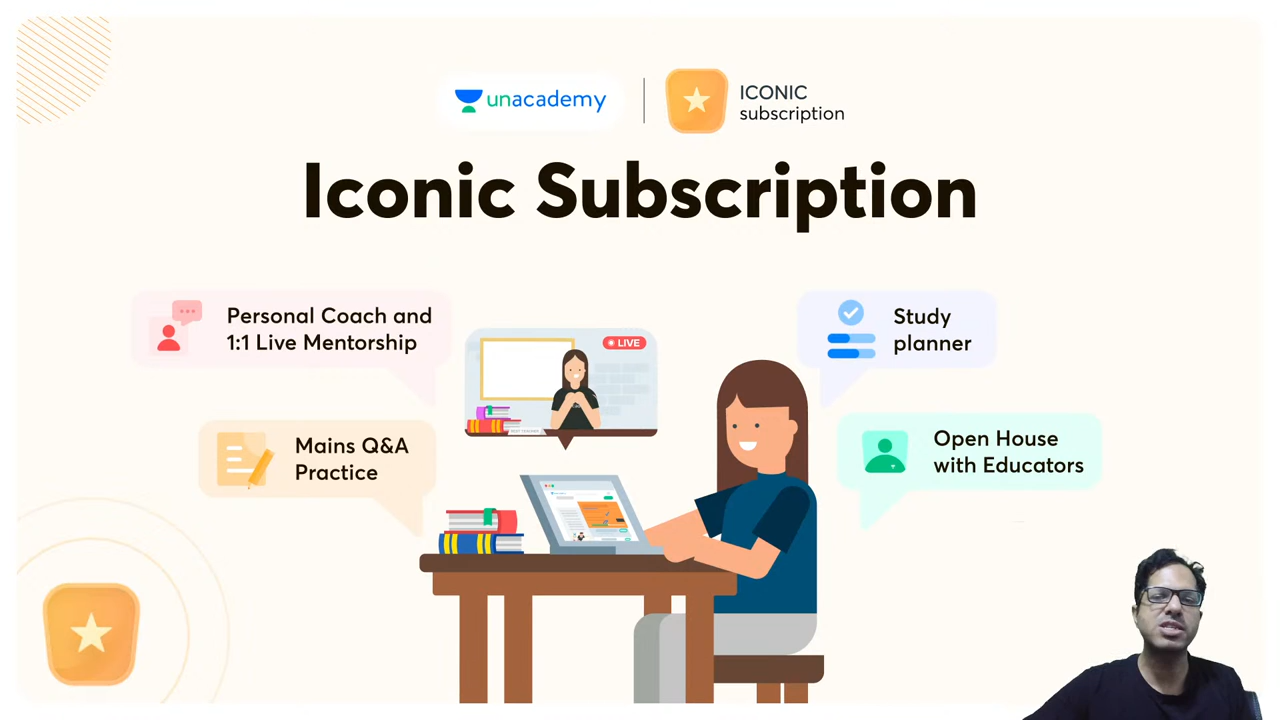 unacademy
ICONIC
subscription
Iconic Subscription
Personal Coach and
1:1 Live Mentorship
Mains Q&A
Practice
LIVE
Study
planner
Open House
with Educators